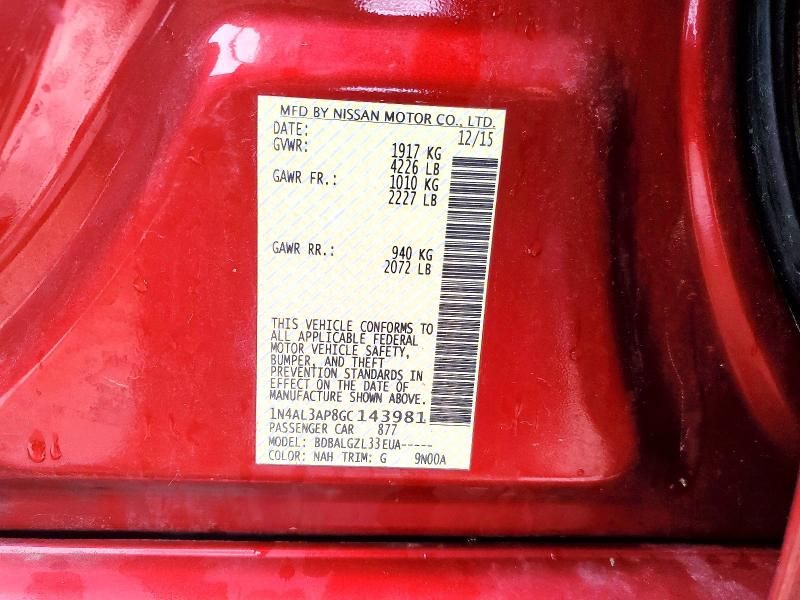 MFD BY NISSAN MOTOR CO., LTD.
DATE: 12/15
GVWR: 1917 KG
4226 LB
GAWR FR.: 1010 KG
2227 LB
GAWR RR.: 940 KG
2072 LB
THIS VEHICLE CONFORMS TO
ALL APPLICABLE FEDERAL
MOTOR VEHICLE SAFETY,
BUMPER, AND THEFT
PREVENTION STANDARDS IN
EFFECT ON THE DATE OF
MANUFACTURE SHOWN ABOVE.
1N4AL3AP8GC143981
PASSENGER CAR 877
MODEL: BDBALGZL33EUA-----
COLOR: NAH TRIM: G 9N00A